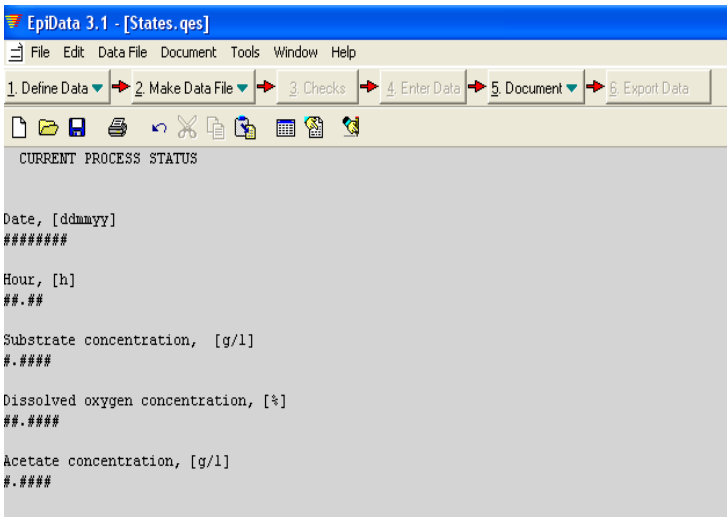 EpiData 3.1 - [States.qes]
File Edit Data File Document Tools Window Help
1. Define Data 2. Make Data File 3. Checks 4. Enter Data 5. Document 6. Export Data
CURRENT PROCESS STATUS
Date, [ddmmyy]
########
Hour, [h]
##.##
Substrate concentration, [g/l]
#.####
Dissolved oxygen concentration, [%]
##.####
Acetate concentration, [g/l]
#.####